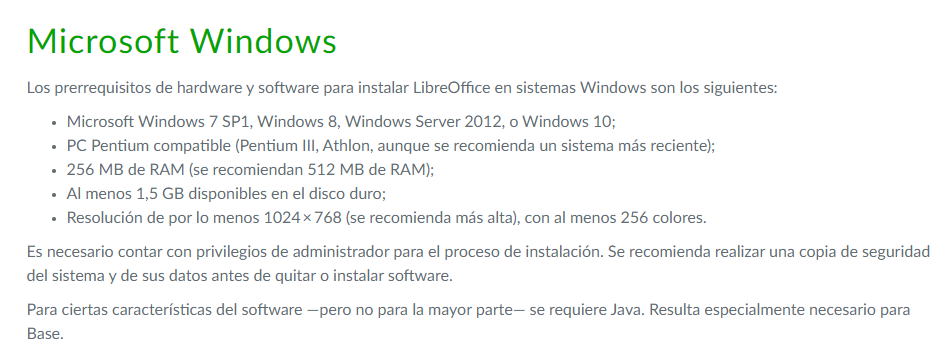 Microsoft Windows
Los prerrequisitos de hardware y software para instalar LibreOffice en sistemas Windows son los siguientes:
• Microsoft Windows 7 SP1, Windows 8, Windows Server 2012, o Windows 10;
• PC Pentium compatible (Pentium III, Athlon, aunque se recomienda un sistema más reciente);
• 256 MB de RAM (se recomiendan 512 MB de RAM);
• Al menos 1,5 GB disponibles en el disco duro;
• Resolución de por lo menos 1024 × 768 (se recomienda más alta), con al menos 256 colores.
Es necesario contar con privilegios de administrador para el proceso de instalación. Se recomienda realizar una copia de seguridad
del sistema y de sus datos antes de quitar o instalar software.
Para ciertas características del software —pero no para la mayor parte— se requiere Java. Resulta especialmente necesario para
Base.